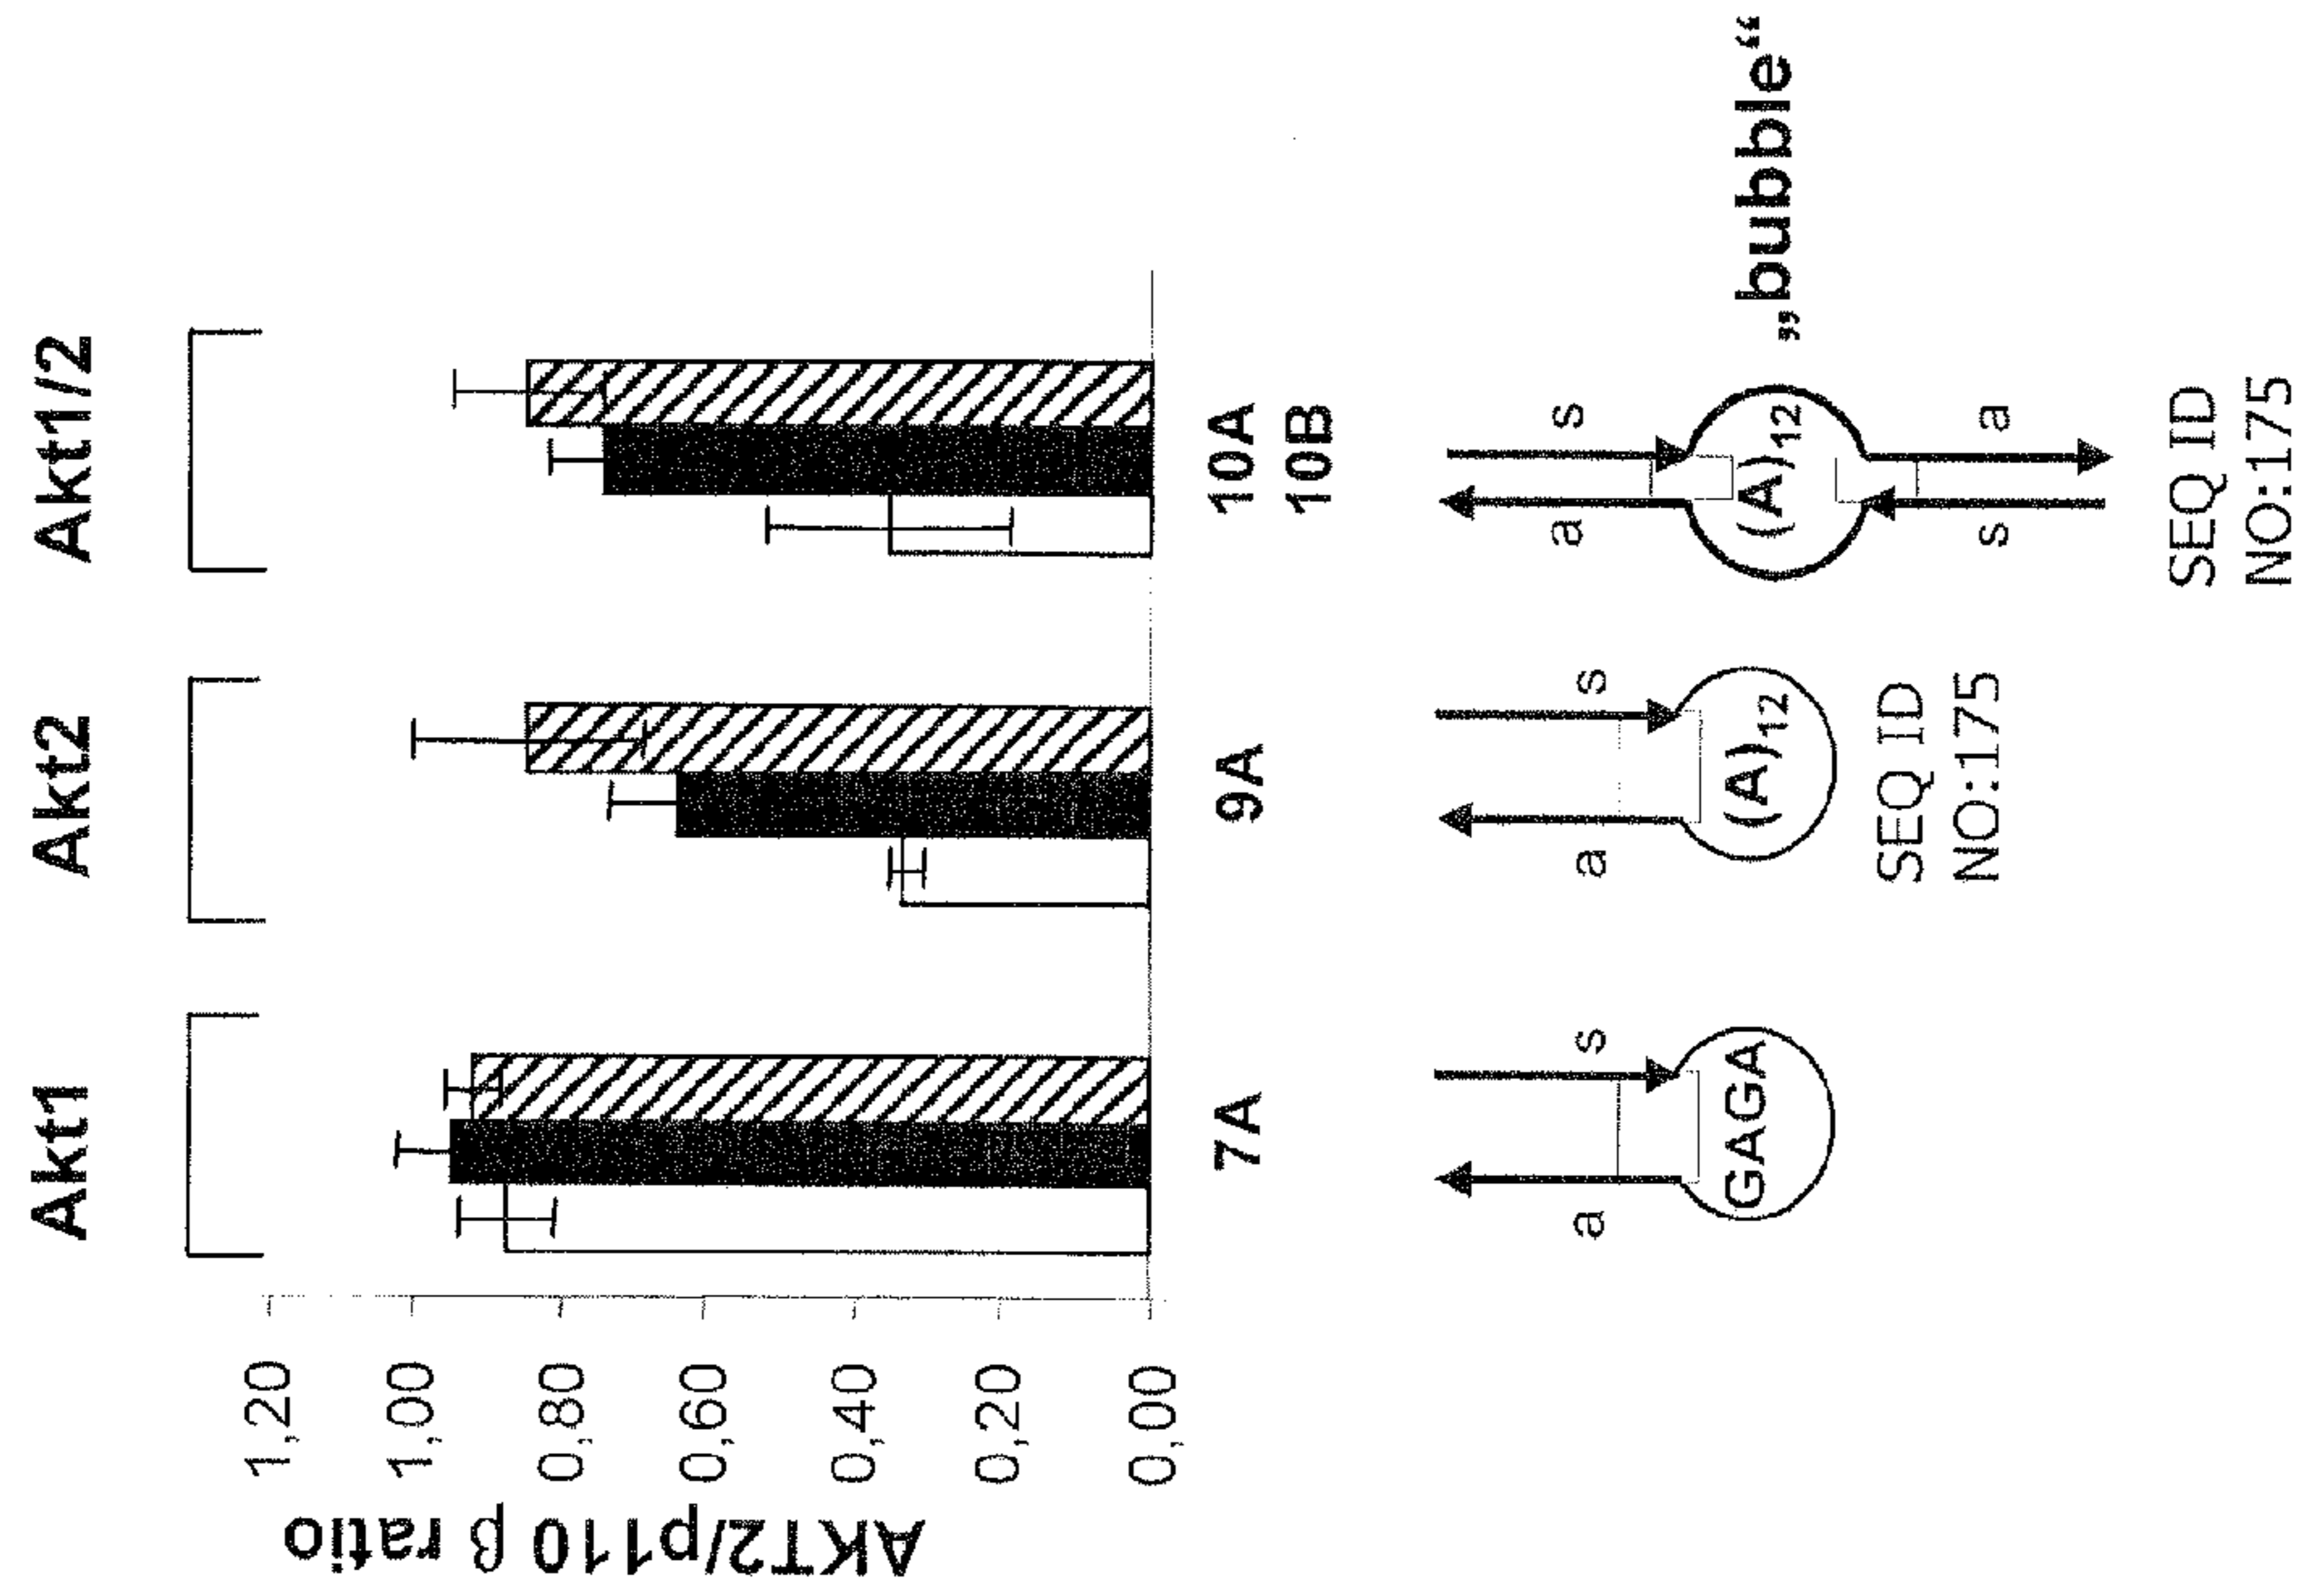 Akt1 Akt2 Akt1/2
AKT2/p110 β ratio
1,20
1,00
0,80
0,60
0,40
0,20
0,00
7A 9A 10A
10B
a s a s a s
GAGA (A)12 (A)12 „bubble“
s a
SEQ ID
NO:175
SEQ ID
NO:175